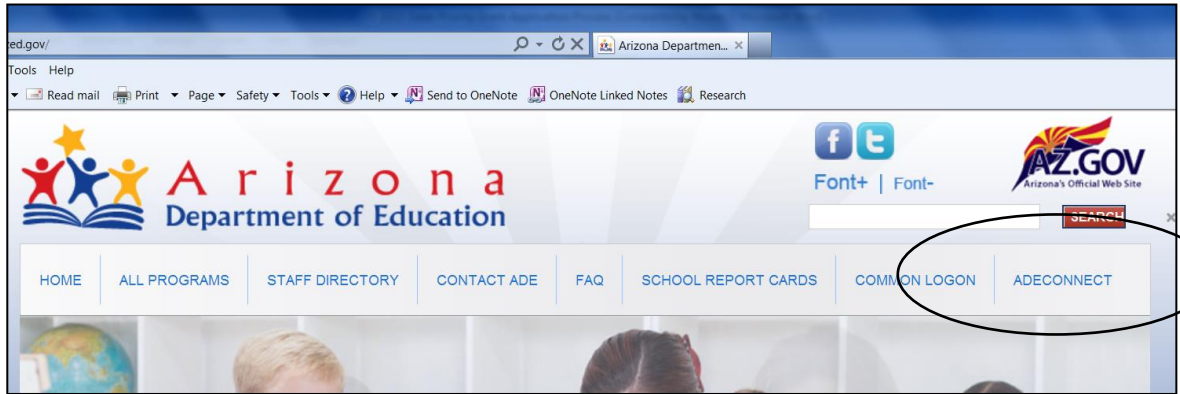 zed.gov/
Arizona Departmen...
Tools Help
Read mail Print Page Safety Tools Help Send to OneNote OneNote Linked Notes Research
Arizona
Department of Education
Font+ | Font-
AZ.GOV
Arizona's Official Web Site
SEARCH
HOME ALL PROGRAMS STAFF DIRECTORY CONTACT ADE FAQ SCHOOL REPORT CARDS COMMON LOGON ADECONNECT